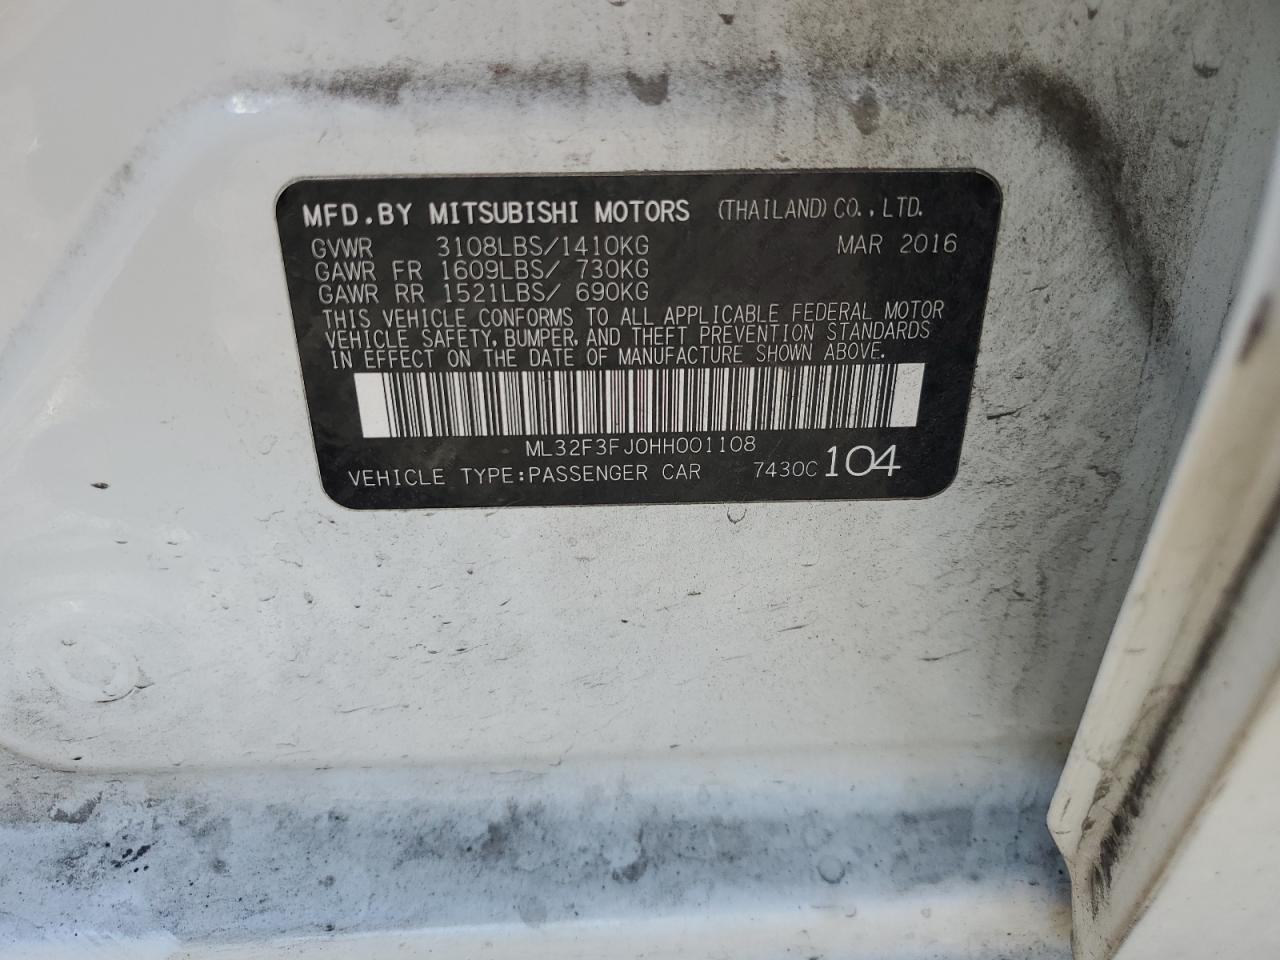 MFD.BY MITSUBISHI MOTORS (THAILAND) CO.,LTD.
GVWR 3108LBS/1410KG MAR 2016
GAWR FR 1609LBS/ 730KG
GAWR RR 1521LBS/ 690KG
THIS VEHICLE CONFORMS TO ALL APPLICABLE FEDERAL MOTOR
VEHICLE SAFETY, BUMPER, AND THEFT PREVENTION STANDARDS
IN EFFECT ON THE DATE OF MANUFACTURE SHOWN ABOVE.
ML32F3FJ0HH001108
VEHICLE TYPE:PASSENGER CAR 7430C 104